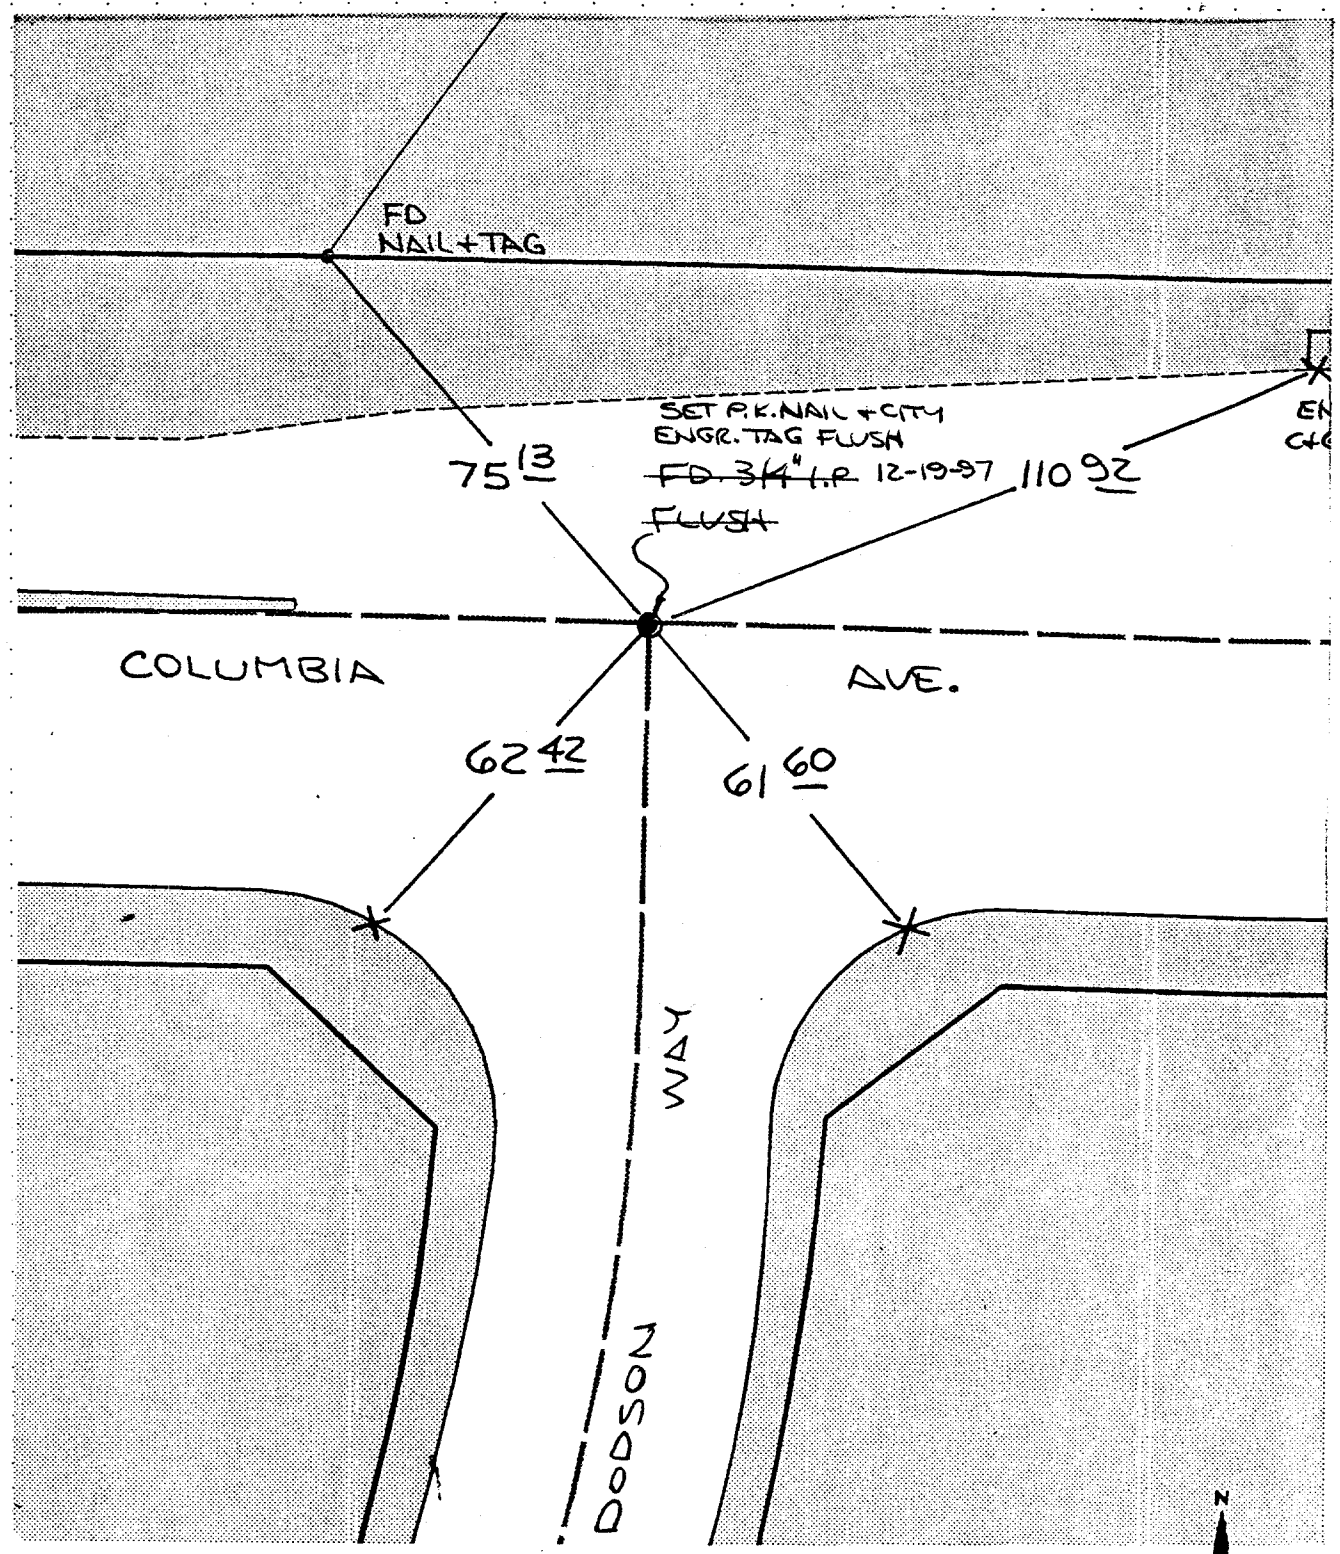 FD
NAIL + TAG
SET P.K. NAIL + CITY
ENGR. TAG FLUSH
FD. 3/4" I.P. 12-19-97
FLUSH
75 13
110 92
EN
C+G
COLUMBIA AVE.
62 42
61 60
WAY
DODSON
N